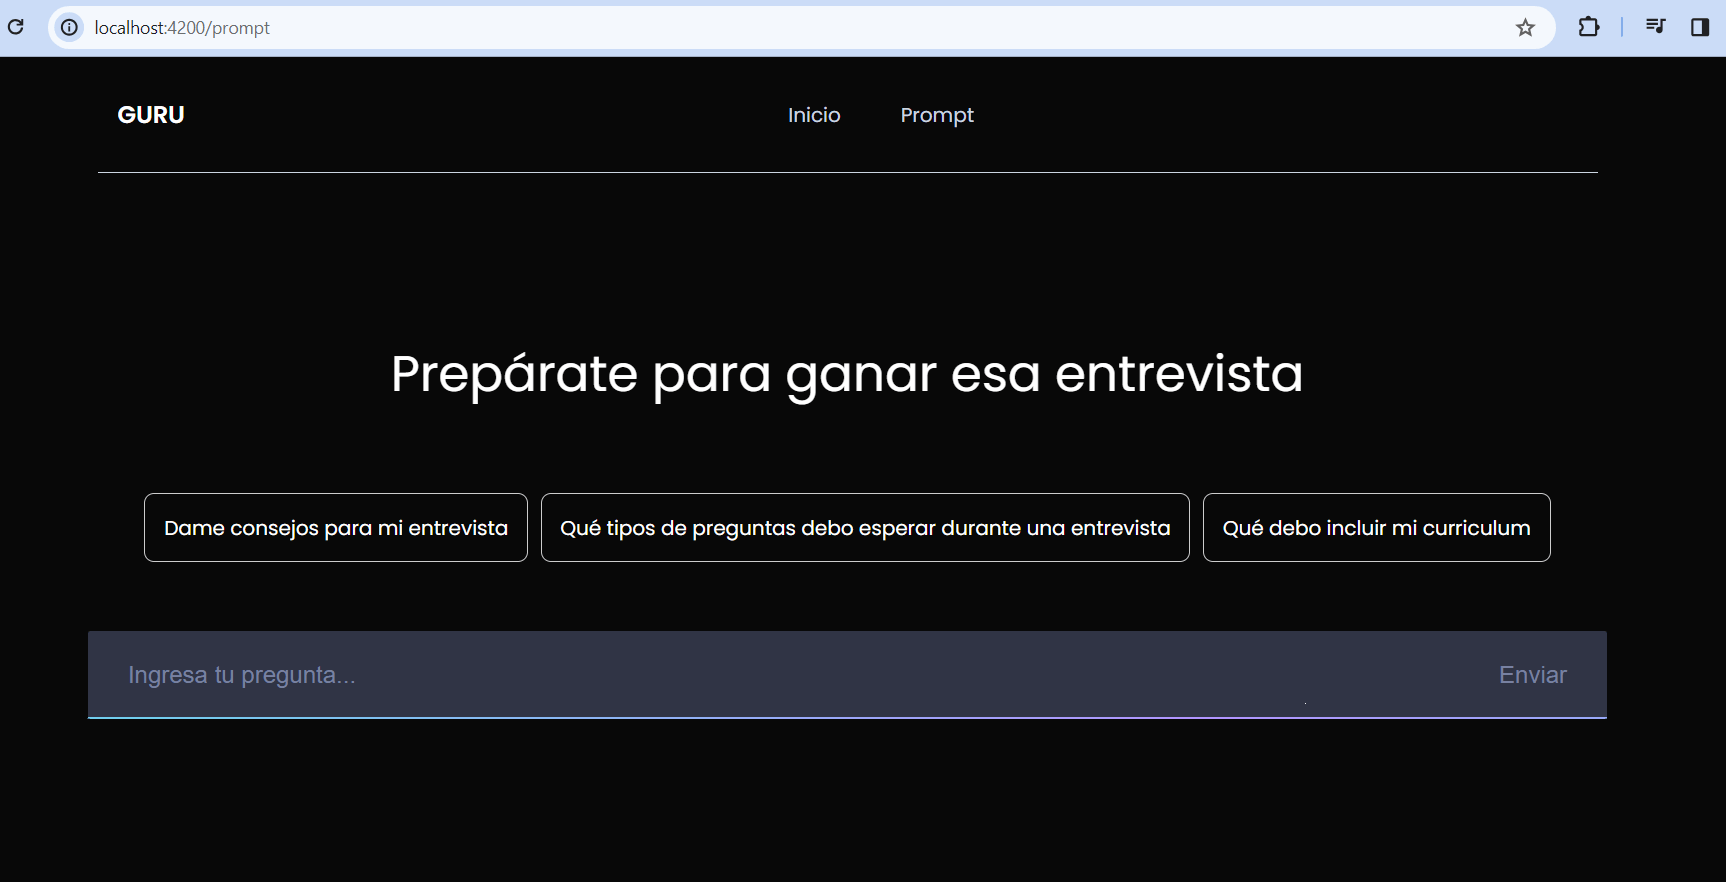 localhost:4200/prompt
GURU Inicio Prompt
Prepárate para ganar esa entrevista
Dame consejos para mi entrevista Qué tipos de preguntas debo esperar durante una entrevista Qué debo incluir mi curriculum
Ingresa tu pregunta... Enviar